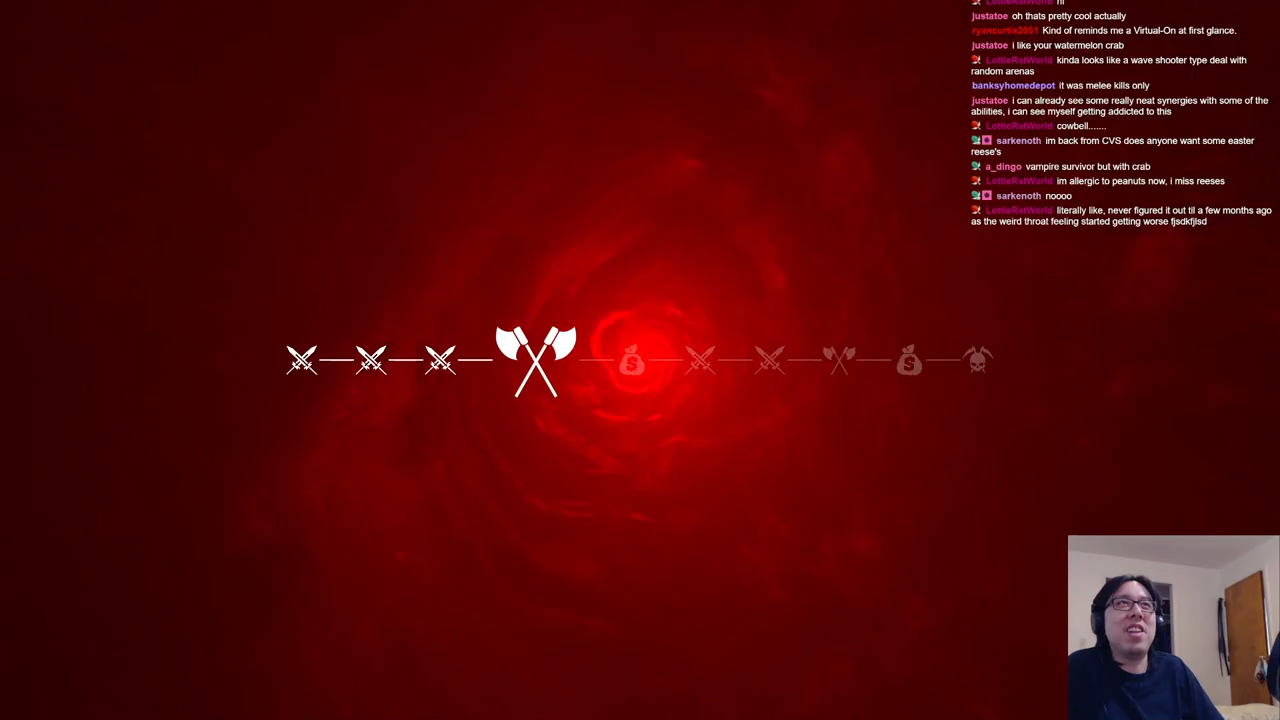 LottieRatWorld hi
justatoe oh thats pretty cool actually
ryancurtis2001 Kind of reminds me a Virtual-On at first glance.
justatoe i like your watermelon crab
LottieRatWorld kinda looks like a wave shooter type deal with
random arenas
banksyhomedepot it was melee kills only
justatoe i can already see some really neat synergies with some of the
abilities, i can see myself getting addicted to this
LottieRatWorld cowbell.......
sarkenoth im back from CVS does anyone want some easter
reese's
a_dingo vampire survivor but with crab
LottieRatWorld im allergic to peanuts now, i miss reeses
sarkenoth noooo
LottieRatWorld literally like, never figured it out til a few months ago
as the weird throat feeling started getting worse fjsdkfjlsd